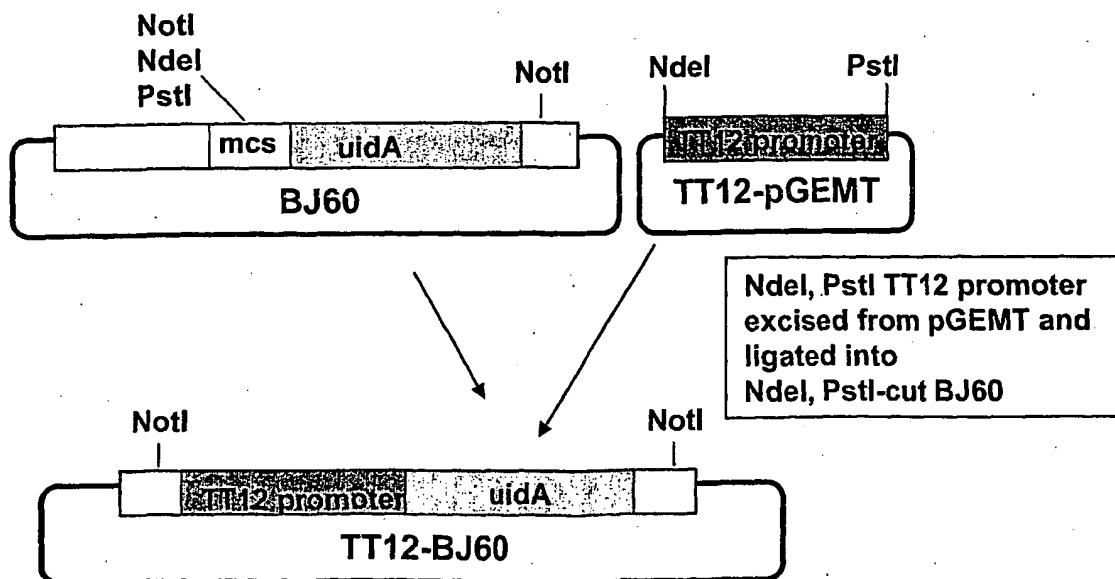 NotI
NdeI
PstI
NotI
NdeI
PstI
mcs
uidA
TT12 promoter
BJ60
TT12-pGEMT
NdeI, PstI TT12 promoter
excised from pGEMT and
ligated into
NdeI, PstI-cut BJ60
NotI
NotI
TT12 promoter
uidA
TT12-BJ60